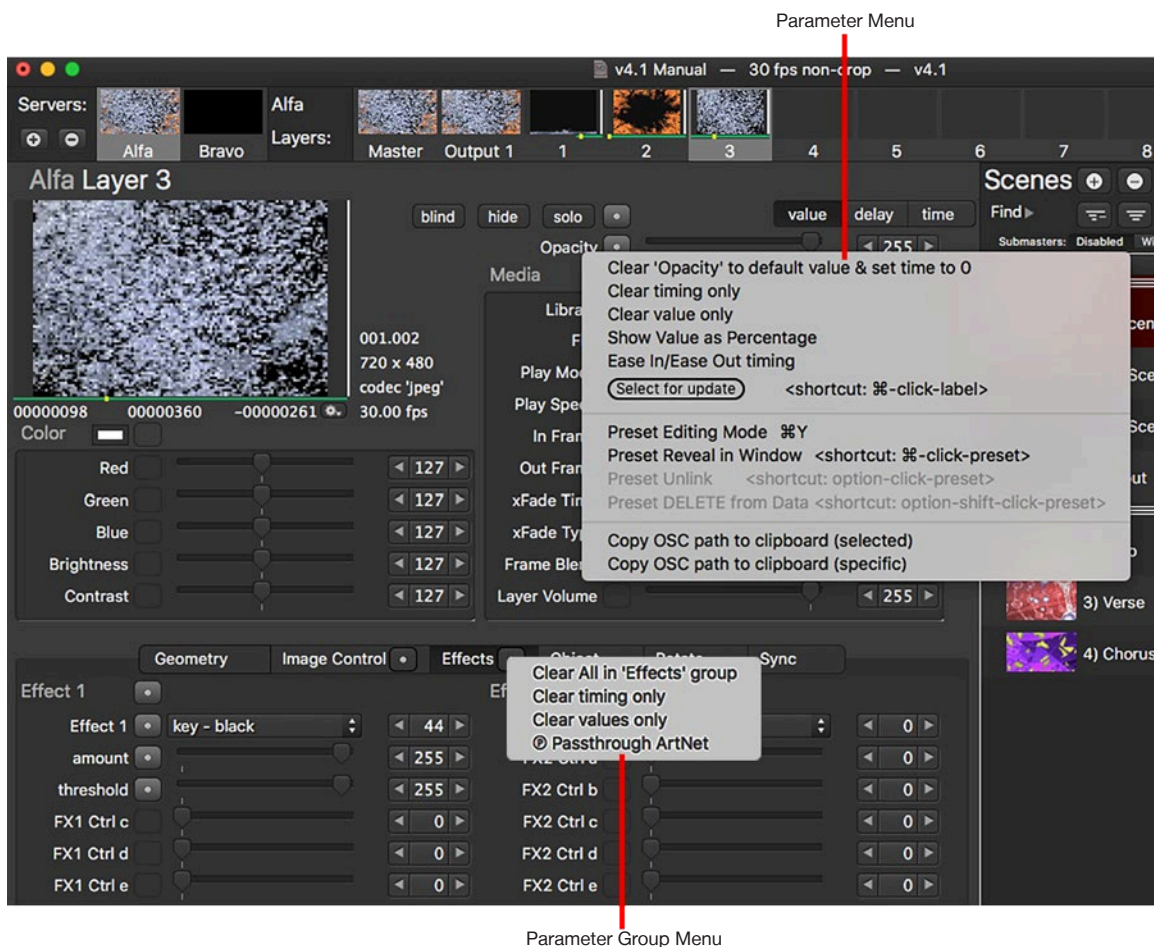 Parameter Menu
v4.1 Manual — 30 fps non-drop — v4.1
Servers:
Alfa
Bravo
Alfa
Layers:
Master
Output 1
1
2
3
4
5
6
7
8
Alfa Layer 3
blind
hide
solo
value
delay
time
Opacity
255
Scenes
Find
Submasters: Disabled
Media
Clear 'Opacity' to default value & set time to 0
Clear timing only
Clear value only
Show Value as Percentage
Ease In/Ease Out timing
Select for update <shortcut: ⌘-click-label>
Preset Editing Mode ⌘Y
Preset Reveal in Window <shortcut: ⌘-click-preset>
Preset Unlink <shortcut: option-click-preset>
Preset DELETE from Data <shortcut: option-shift-click-preset>
Copy OSC path to clipboard (selected)
Copy OSC path to clipboard (specific)
001.002
720 x 480
codec 'jpeg'
30.00 fps
00000098 00000360 -00000261
Color
Red 127
Green 127
Blue 127
Brightness 127
Contrast 127
Libra
F
Play Mo
Play Spe
In Fran
Out Fran
xFade Tin
xFade Ty
Frame Ble
Layer Volume 255
3) Verse
4) Chorus
Geometry
Image Control
Effects
Sync
Clear All in 'Effects' group
Clear timing only
Clear values only
Ⓟ Passthrough ArtNet
Effect 1
Effect 1 key - black 44
amount 255
threshold 255
FX1 Ctrl c 0
FX1 Ctrl d 0
FX1 Ctrl e 0
0
0
FX2 Ctrl b 0
FX2 Ctrl c 0
FX2 Ctrl d 0
FX2 Ctrl e 0
Parameter Group Menu